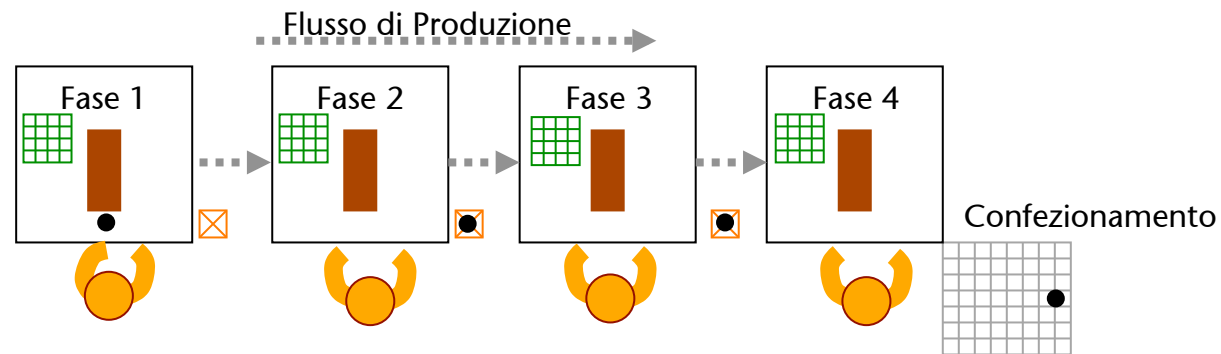 Flusso di Produzione
Fase 1
Fase 2
Fase 3
Fase 4
Confezionamento